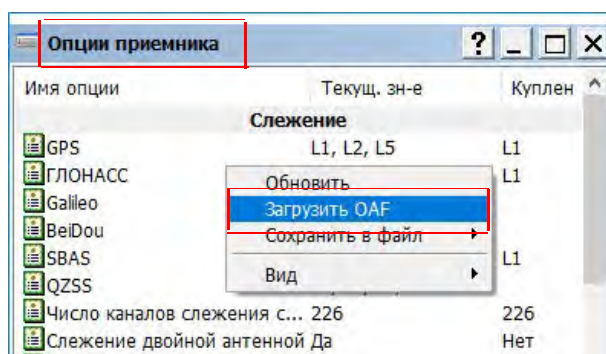 Опции приемника
Имя опции Текущ. зн-е Куплен
Слежение
GPS L1, L2, L5 L1
ГЛОНАСС L1
Обновить
Galileo
Загрузить OAF
BeiDou
Сохранить в файл
SBAS L1
QZSS
Вид
Число каналов слежения с... 226 226
Слежение двойной антенной Да Нет